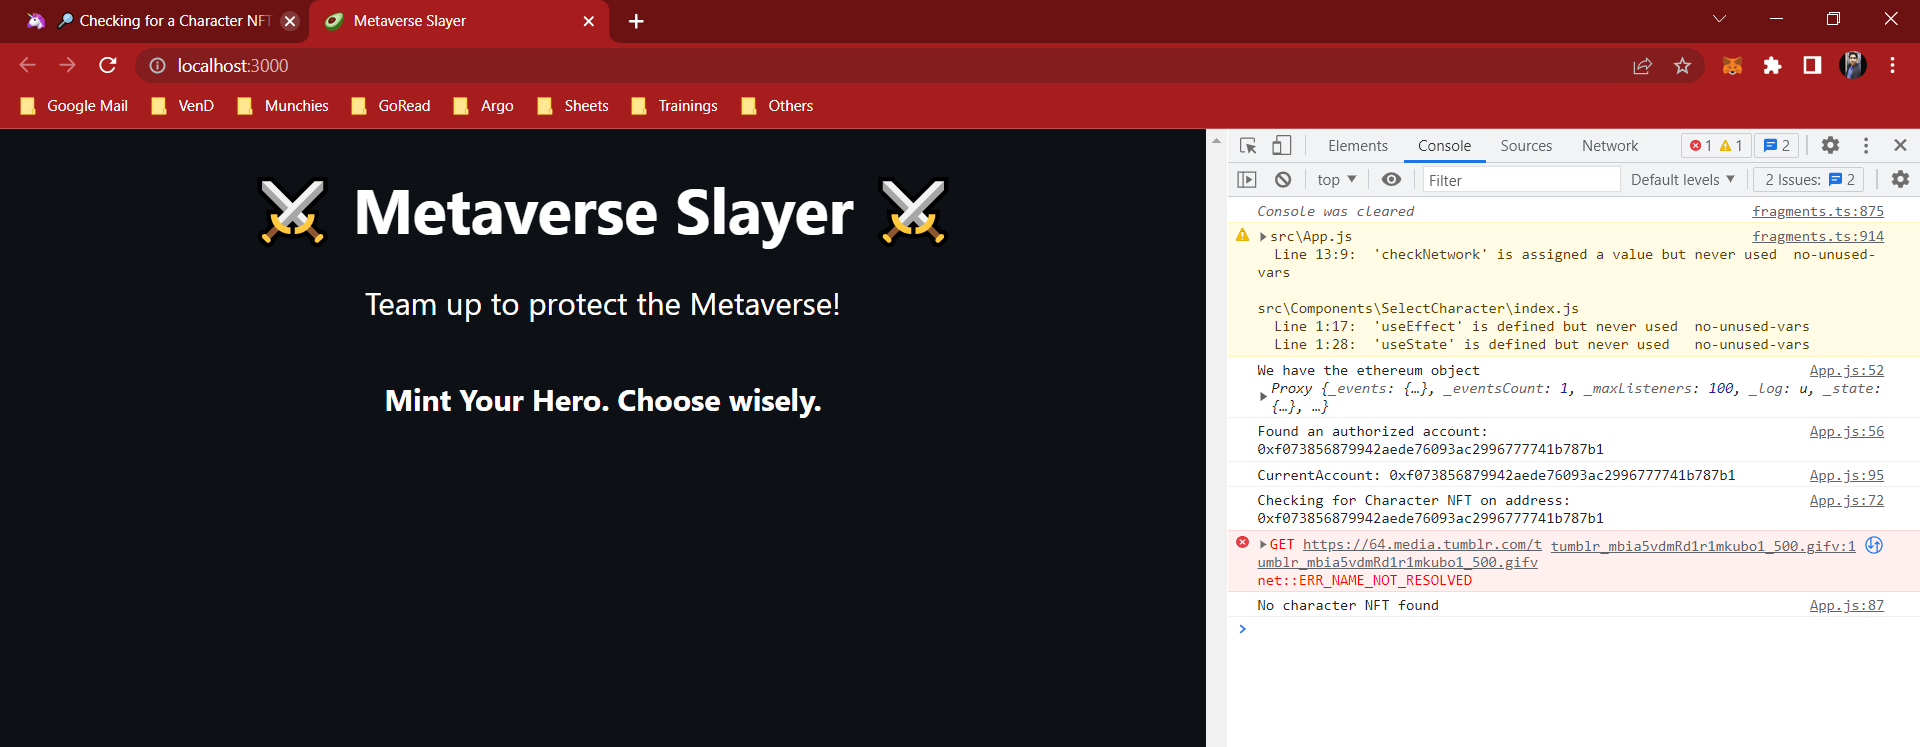 Checking for a Character NFT
Metaverse Slayer
localhost:3000
Google Mail VenD Munchies GoRead Argo Sheets Trainings Others
Metaverse Slayer
Team up to protect the Metaverse!
Mint Your Hero. Choose wisely.
Elements Console Sources Network 1 1 2
top Filter Default levels 2 Issues: 2
Console was cleared fragments.ts:875
src\App.js fragments.ts:914
Line 13:9: 'checkNetwork' is assigned a value but never used no-unused-
vars
src\Components\SelectCharacter\index.js
Line 1:17: 'useEffect' is defined but never used no-unused-vars
Line 1:28: 'useState' is defined but never used no-unused-vars
We have the ethereum object App.js:52
Proxy {_events: {…}, _eventsCount: 1, _maxListeners: 100, _log: u, _state:
{…}, …}
Found an authorized account: App.js:56
0xf073856879942aede76093ac2996777741b787b1
CurrentAccount: 0xf073856879942aede76093ac2996777741b787b1 App.js:95
Checking for Character NFT on address: App.js:72
0xf073856879942aede76093ac2996777741b787b1
GET https://64.media.tumblr.com/t tumblr_mbia5vdmRd1r1mkubo1_500.gifv:1
umblr_mbia5vdmRd1r1mkubo1_500.gifv
net::ERR_NAME_NOT_RESOLVED
No character NFT found App.js:87